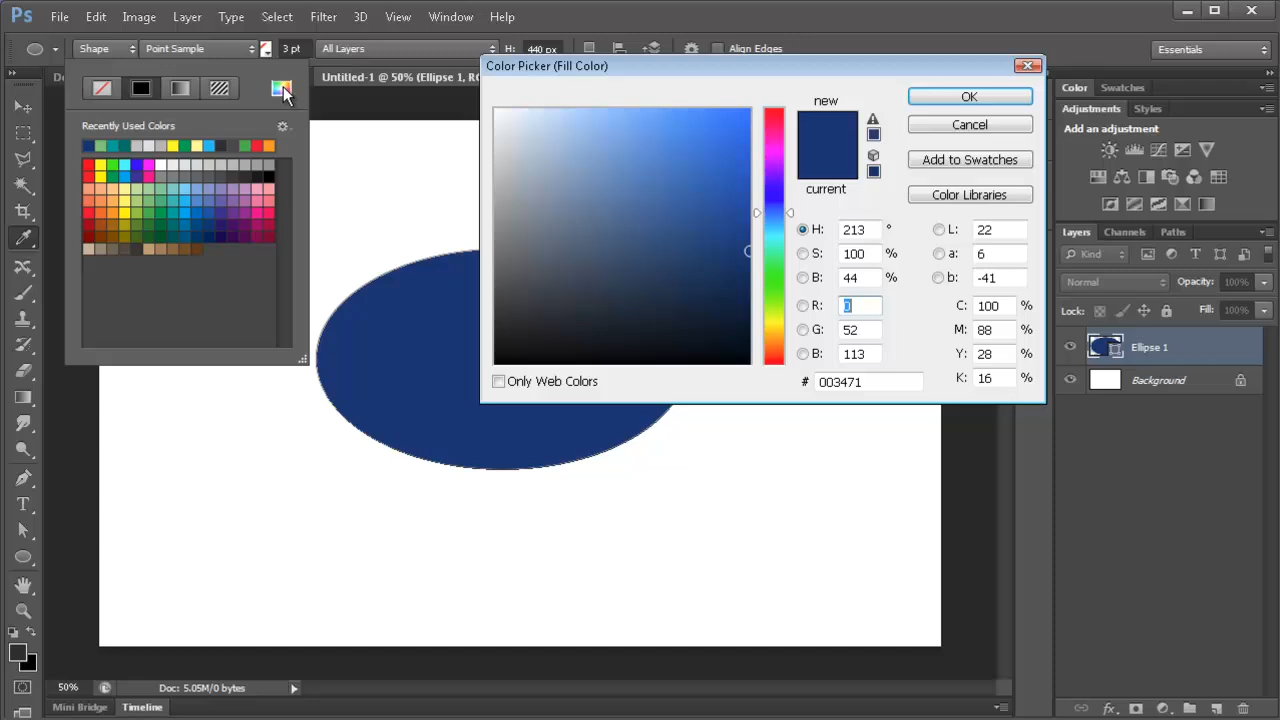 Ps File Edit Image Layer Type Select Filter 3D View Window Help
Shape Point Sample 3 pt All Layers H: 440 px Align Edges Essentials
Untitled-1 @ 50% (Ellipse 1, R
Recently Used Colors
Color Picker (Fill Color)
new
current
OK
Cancel
Add to Swatches
Color Libraries
H: 213 °
S: 100 %
B: 44 %
R: 0
G: 52
B: 113
# 003471
L: 22
a: 6
b: -41
C: 100 %
M: 88 %
Y: 28 %
K: 16 %
Only Web Colors
Color Swatches
Adjustments Styles
Add an adjustment
Layers Channels Paths
Kind
Normal Opacity: 100%
Lock: Fill: 100%
Ellipse 1
Background
50% Doc: 5.05M/0 bytes
Mini Bridge Timeline